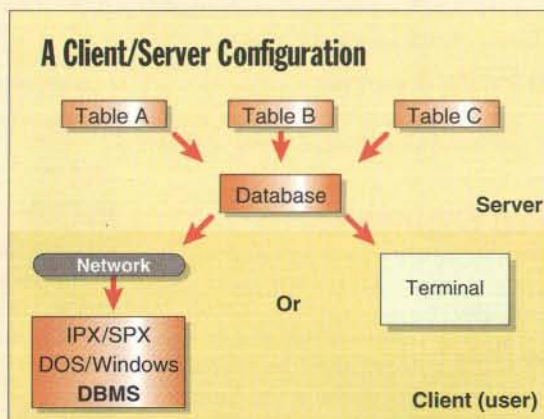 A Client/Server Configuration
Table A
Table B
Table C
Database
Server
Network
Terminal
Or
IPX/SPX
DOS/Windows
DBMS
Client (user)